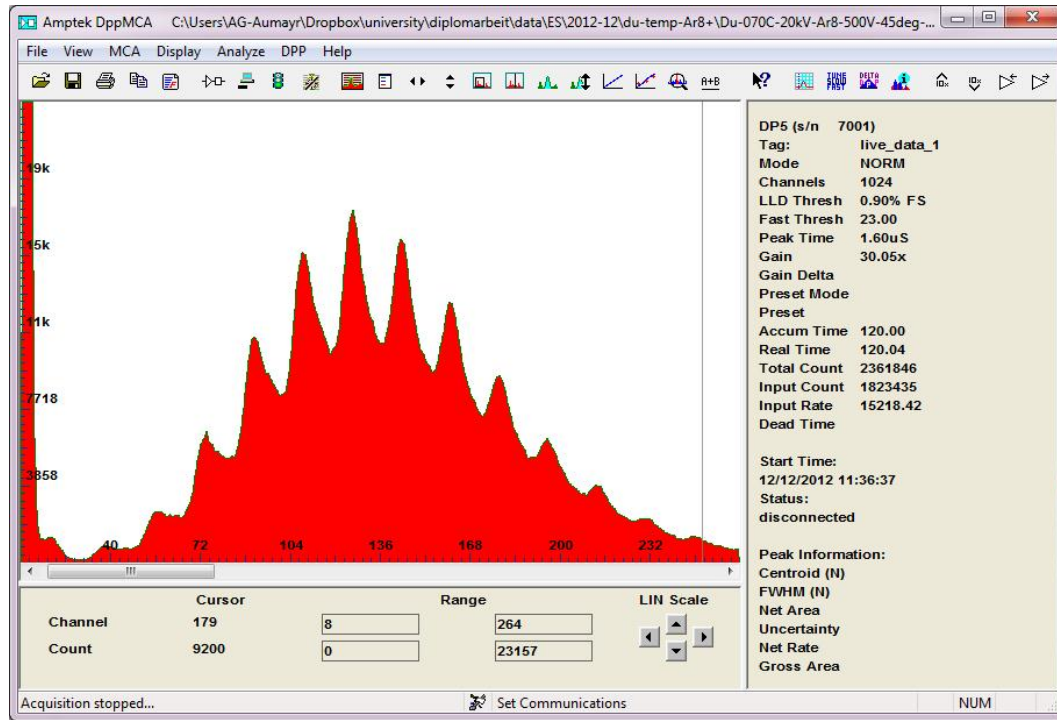 Amptek DppMCA C:\Users\AG-Aumayr\Dropbox\university\diplomarbeit\data\ES\2012-12\du-temp-Ar8+\Du-070C-20kV-Ar8-500V-45deg-...
File View MCA Display Analyze DPP Help
A+B
DELTA
10x
10x
19k
15k
11k
7718
3858
40 72 104 136 168 200 232
DP5 (s/n 7001)
Tag: live_data_1
Mode NORM
Channels 1024
LLD Thresh 0.90% FS
Fast Thresh 23.00
Peak Time 1.60uS
Gain 30.05x
Gain Delta
Preset Mode
Preset
Accum Time 120.00
Real Time 120.04
Total Count 2361846
Input Count 1823435
Input Rate 15218.42
Dead Time
Start Time:
12/12/2012 11:36:37
Status:
disconnected
Peak Information:
Centroid (N)
FWHM (N)
Net Area
Uncertainty
Net Rate
Gross Area
Cursor Range LIN Scale
Channel 179 8 264
Count 9200 0 23157
Acquisition stopped... Set Communications NUM